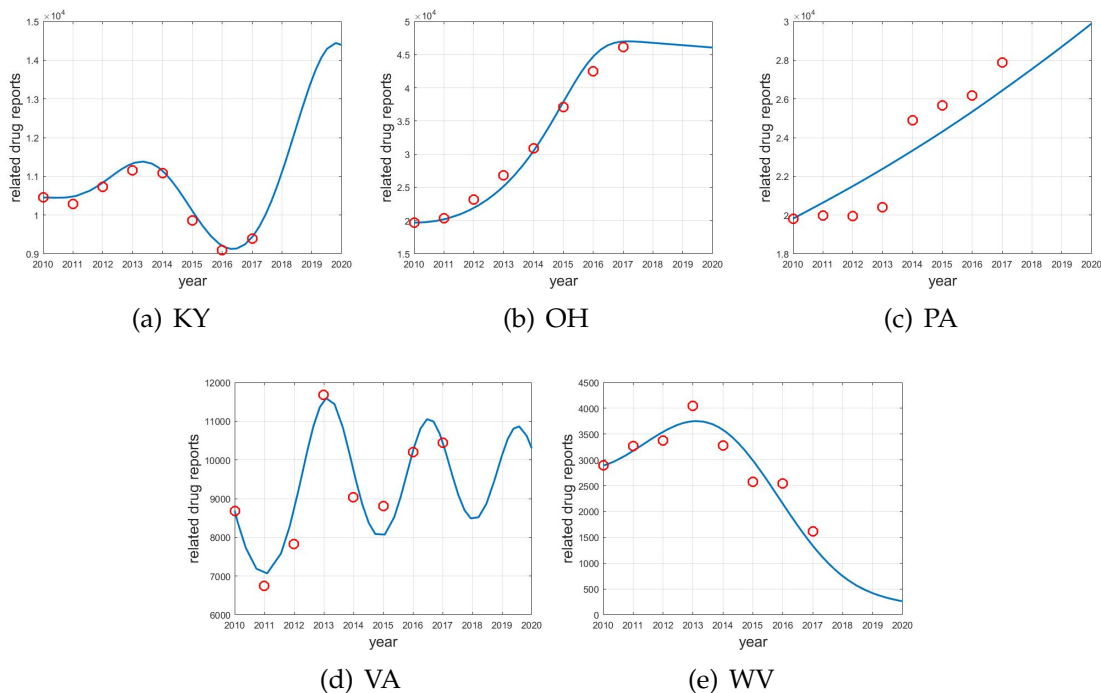 ×10⁴
1.5
1.4
1.3
1.2
1.1
1
0.9
related drug reports
2010 2011 2012 2013 2014 2015 2016 2017 2018 2019 2020
year
(a) KY
×10⁴
5
4.5
4
3.5
3
2.5
2
1.5
related drug reports
2010 2011 2012 2013 2014 2015 2016 2017 2018 2019 2020
year
(b) OH
×10⁴
3
2.8
2.6
2.4
2.2
2
1.8
related drug reports
2010 2011 2012 2013 2014 2015 2016 2017 2018 2019 2020
year
(c) PA
12000
11000
10000
9000
8000
7000
6000
related drug reports
2010 2011 2012 2013 2014 2015 2016 2017 2018 2019 2020
year
(d) VA
4500
4000
3500
3000
2500
2000
1500
1000
500
0
related drug reports
2010 2011 2012 2013 2014 2015 2016 2017 2018 2019 2020
year
(e) WV